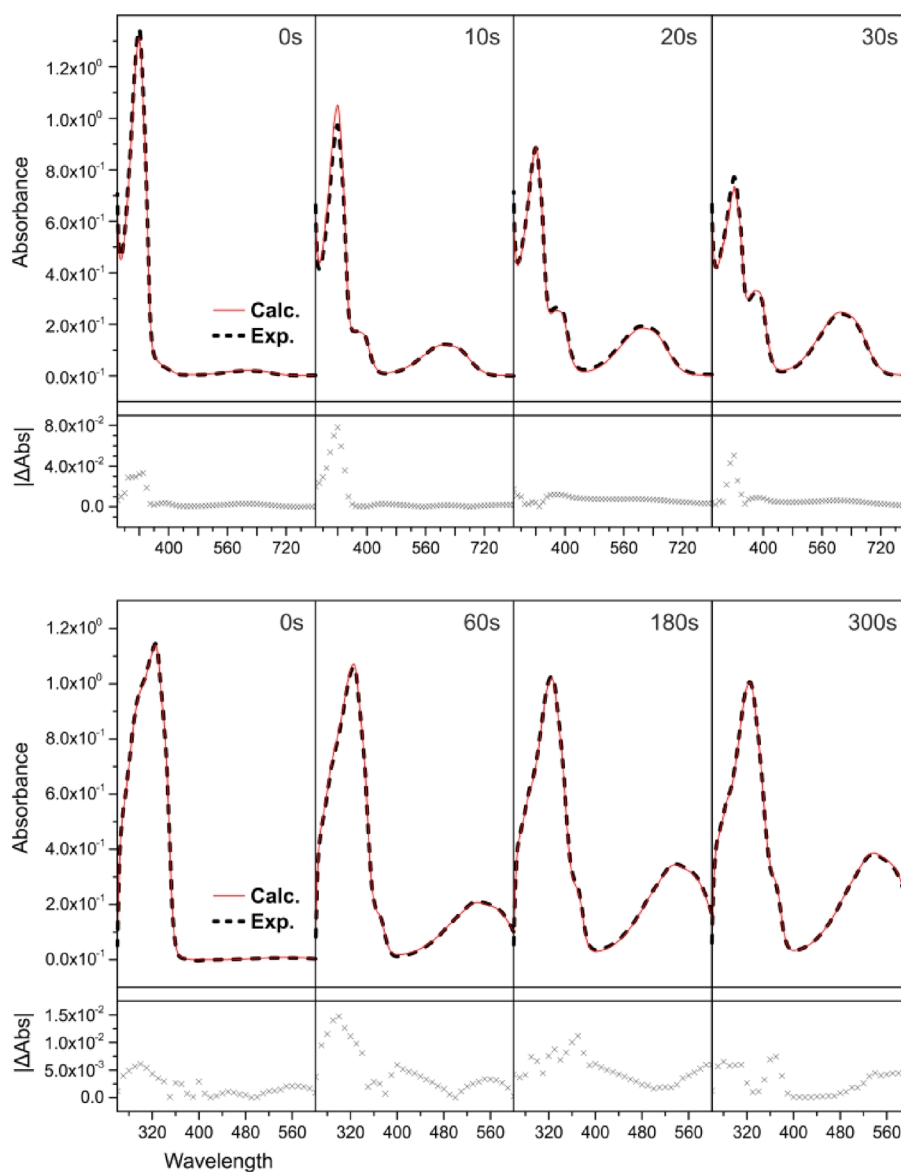 0s 10s 20s 30s
1.2x10⁰
1.0x10⁰
8.0x10⁻¹
6.0x10⁻¹
4.0x10⁻¹
2.0x10⁻¹
0.0x10⁻¹
Absorbance
Calc.
Exp.
8.0x10⁻²
4.0x10⁻²
0.0
|ΔAbs|
400 560 720 400 560 720 400 560 720 400 560 720
0s 60s 180s 300s
1.2x10⁰
1.0x10⁰
8.0x10⁻¹
6.0x10⁻¹
4.0x10⁻¹
2.0x10⁻¹
0.0x10⁻¹
Absorbance
Calc.
Exp.
1.5x10⁻²
5.0x10⁻³
0.0
|ΔAbs|
320 400 480 560 320 400 480 560 320 400 480 560 320 400 480 560
Wavelength